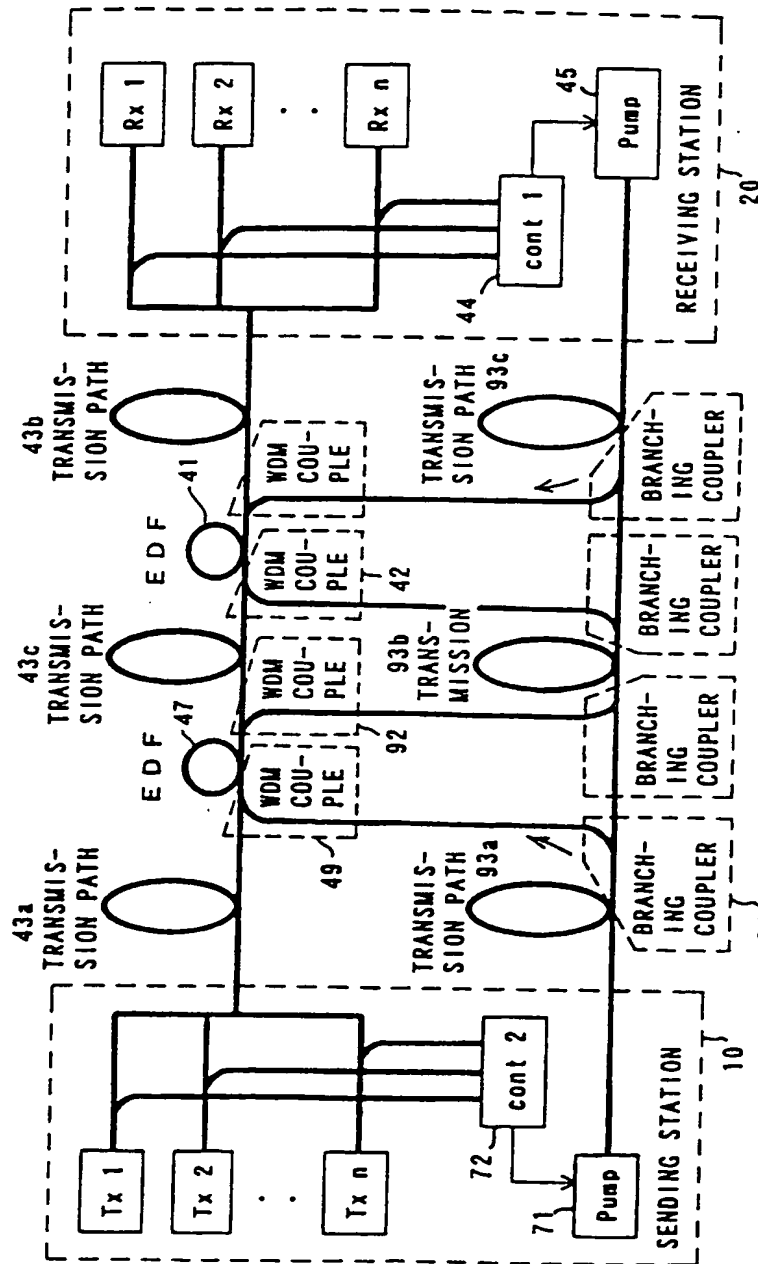 Tx 1
Tx 2
. .
Tx n
72
cont 2
71
Pump
SENDING STATION
10
43a
TRANSMIS-
SION PATH
EDF
47
43c
TRANSMIS-
SION PATH
EDF
41
43b
TRANSMIS-
SION PATH
WDM
COU-
PLE
49
WDM
COU-
PLE
92
WDM
COU-
PLE
42
WDM
COU-
PLE
TRANSMIS-
SION PATH
93a
93b
TRANS-
MISSION
TRANSMIS-
SION PATH
93c
BRANCH-
ING
COUPLER
BRANCH-
ING
COUPLER
BRANCH-
ING
COUPLER
BRANCH-
ING
COUPLER
Rx 1
Rx 2
. .
Rx n
44
cont 1
45
Pump
RECEIVING STATION
20